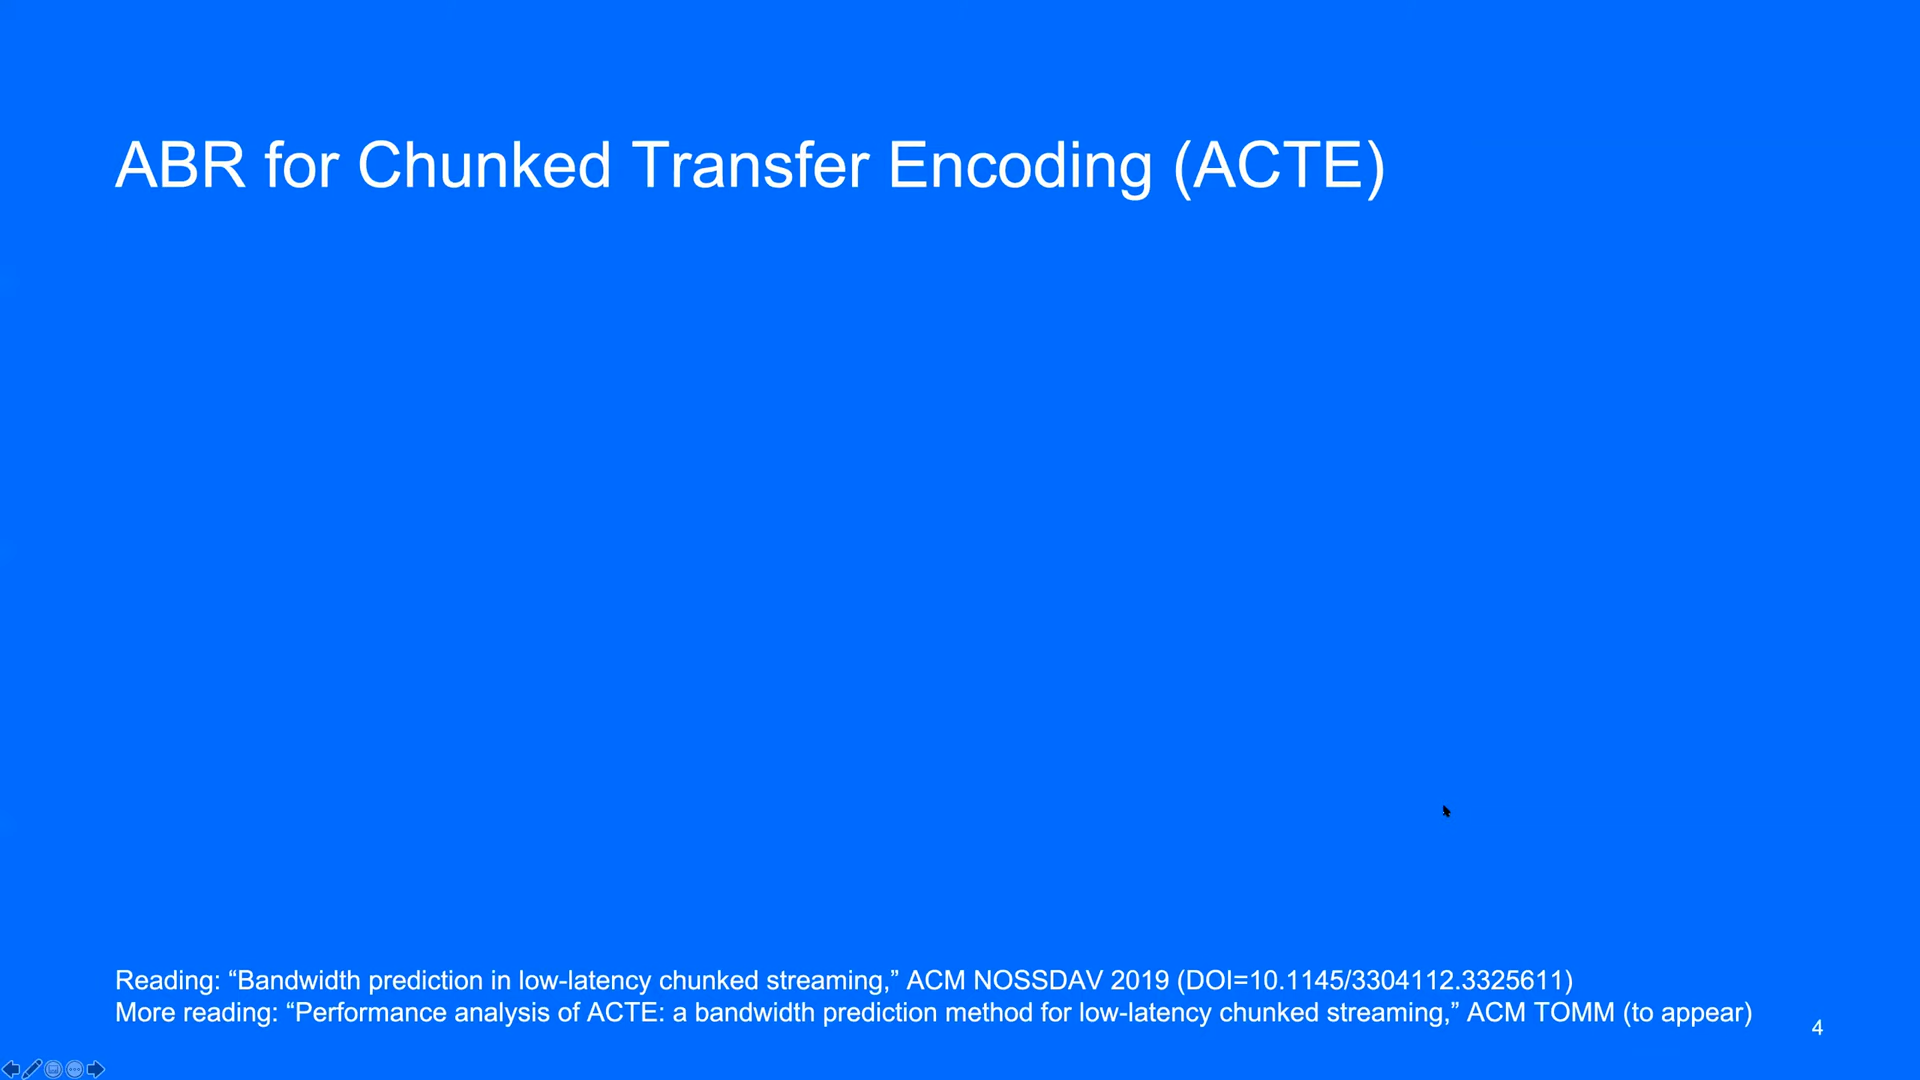 ABR for Chunked Transfer Encoding (ACTE)
Reading: “Bandwidth prediction in low-latency chunked streaming,” ACM NOSSDAV 2019 (DOI=10.1145/3304112.3325611)
More reading: “Performance analysis of ACTE: a bandwidth prediction method for low-latency chunked streaming,” ACM TOMM (to appear)
4